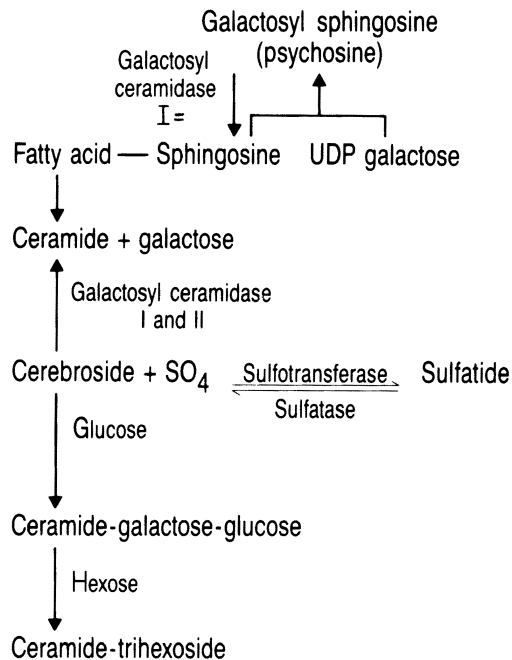 Galactosyl sphingosine
(psychosine)
Galactosyl
ceramidase
I =
Fatty acid — Sphingosine UDP galactose
Ceramide + galactose
Galactosyl ceramidase
I and II
Cerebroside + SO4 Sulfotransferase Sulfatide
Sulfatase
Glucose
Ceramide-galactose-glucose
Hexose
Ceramide-trihexoside